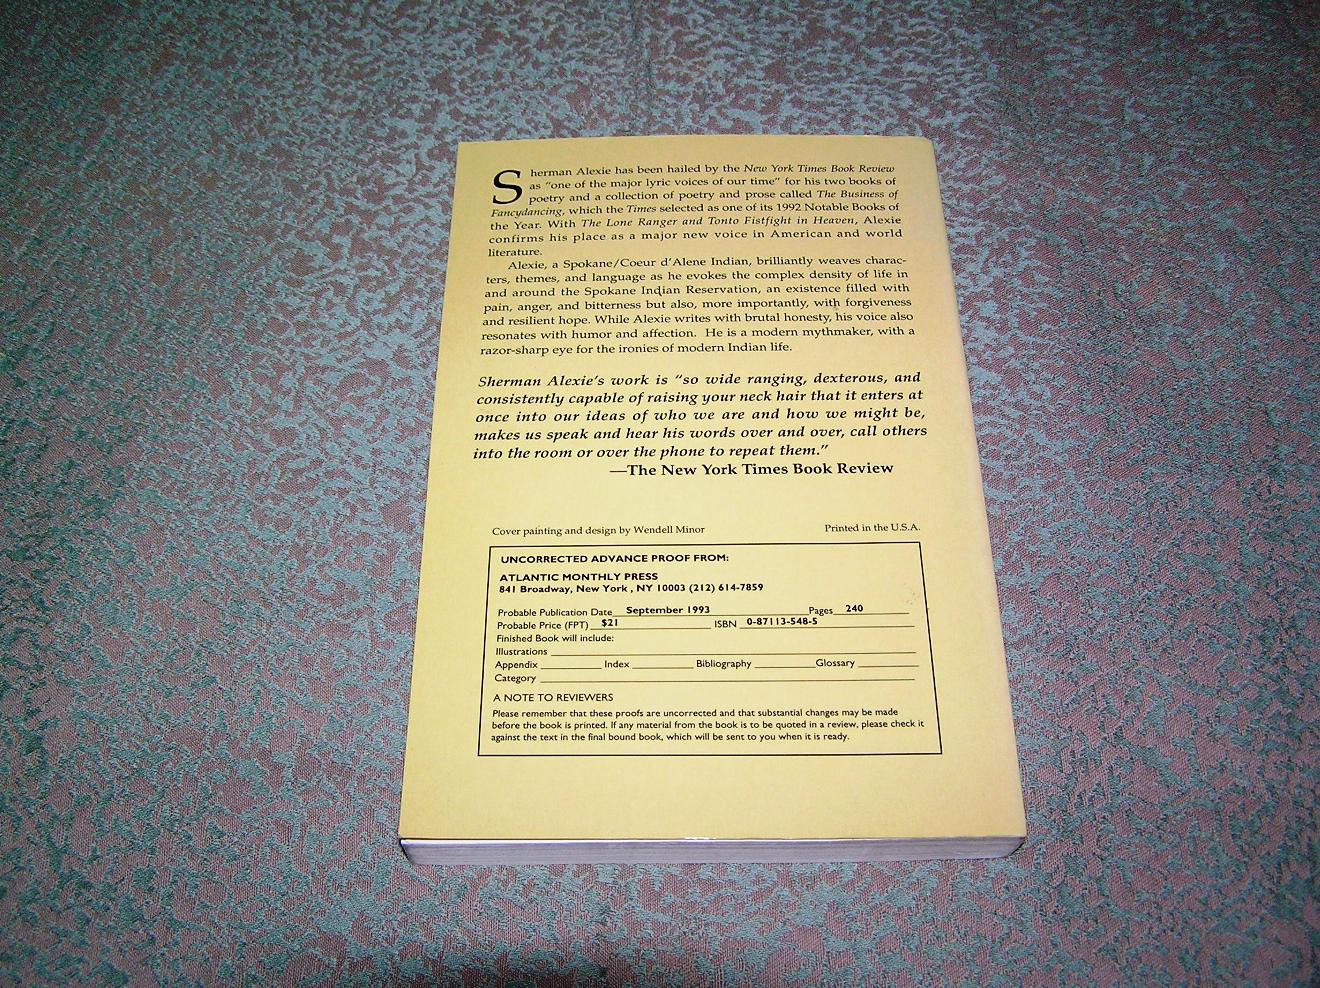 Sherman Alexie has been hailed by the New York Times Book Review
as “one of the major lyric voices of our time” for his two books of
poetry and a collection of poetry and prose called The Business of
Fancydancing, which the Times selected as one of its 1992 Notable Books of
the Year. With The Lone Ranger and Tonto Fistfight in Heaven, Alexie
confirms his place as a major new voice in American and world
literature.
Alexie, a Spokane/Coeur d’Alene Indian, brilliantly weaves charac-
ters, themes, and language as he evokes the complex density of life in
and around the Spokane Indian Reservation, an existence filled with
pain, anger, and bitterness but also, more importantly, with forgiveness
and resilient hope. While Alexie writes with brutal honesty, his voice also
resonates with humor and affection. He is a modern mythmaker, with a
razor-sharp eye for the ironies of modern Indian life.
Sherman Alexie’s work is “so wide ranging, dexterous, and
consistently capable of raising your neck hair that it enters at
once into our ideas of who we are and how we might be,
makes us speak and hear his words over and over, call others
into the room or over the phone to repeat them.”
—The New York Times Book Review
Cover painting and design by Wendell Minor Printed in the U.S.A.
UNCORRECTED ADVANCE PROOF FROM:
ATLANTIC MONTHLY PRESS
841 Broadway, New York , NY 10003 (212) 614-7859
Probable Publication Date September 1993 Pages 240
Probable Price (FPT) $21 ISBN 0-87113-548-5
Finished Book will include:
Illustrations
Appendix Index Bibliography Glossary
Category
A NOTE TO REVIEWERS
Please remember that these proofs are uncorrected and that substantial changes may be made
before the book is printed. If any material from the book is to be quoted in a review, please check it
against the text in the final bound book, which will be sent to you when it is ready.